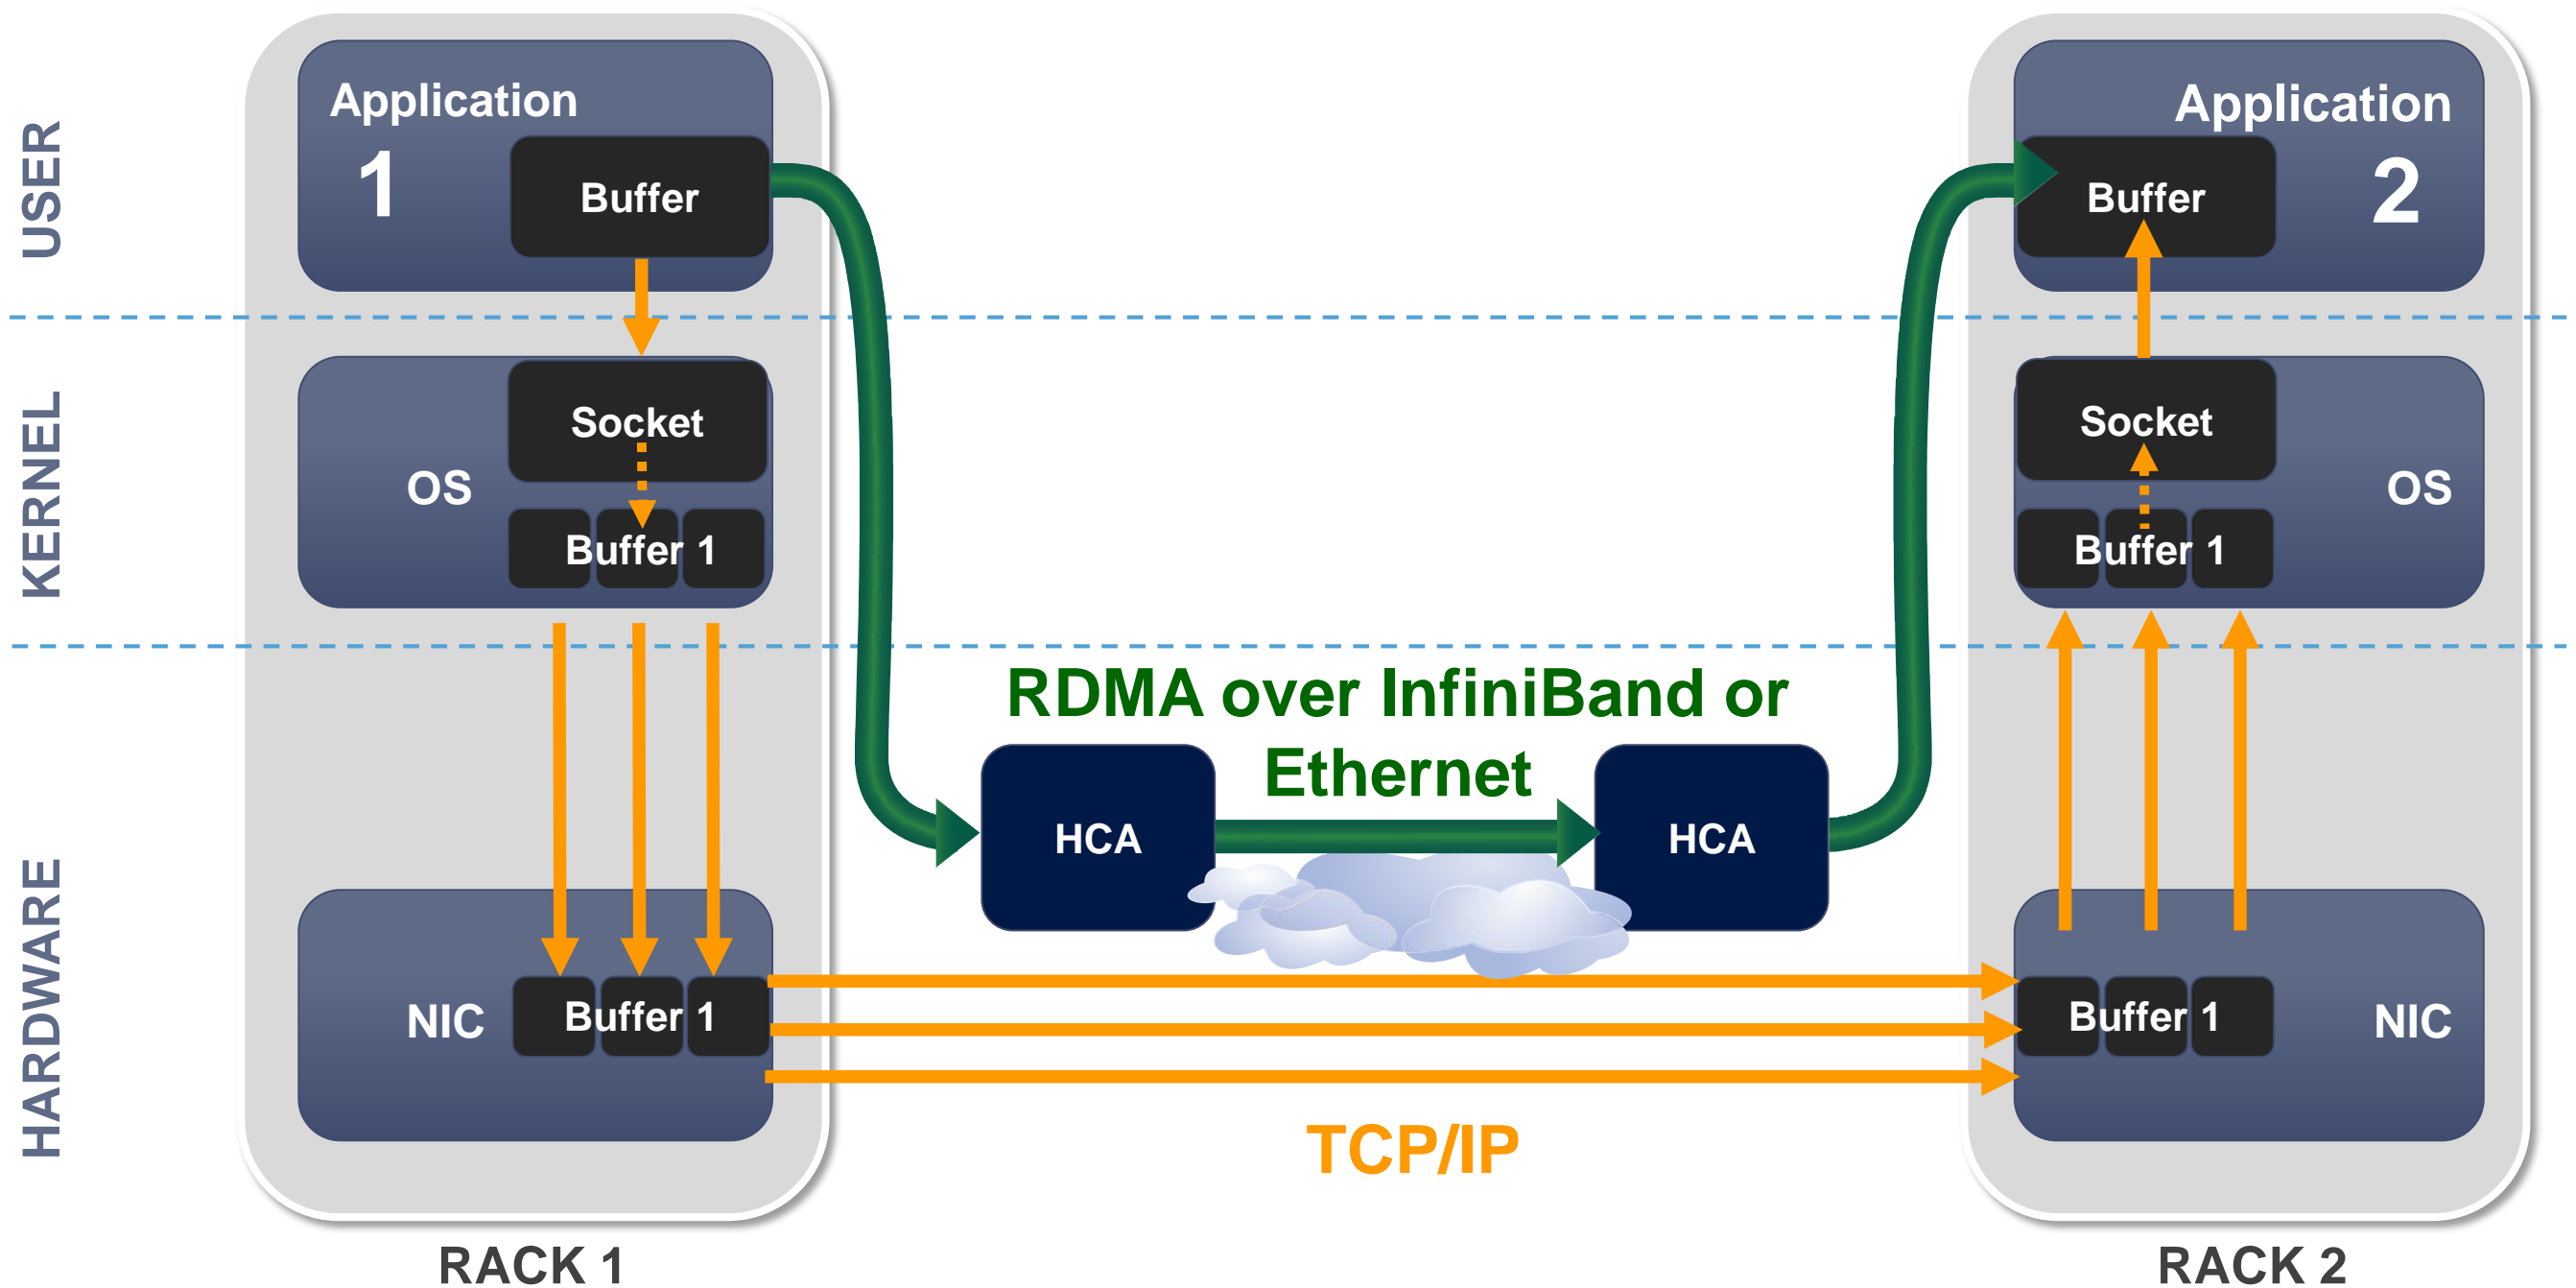 USER
Application
1
Buffer
Application
2
Buffer
KERNEL
Socket
OS
Buffer 1
Socket
OS
Buffer 1
RDMA over InfiniBand or
Ethernet
HCA
HCA
HARDWARE
NIC
Buffer 1
Buffer 1
NIC
TCP/IP
RACK 1
RACK 2